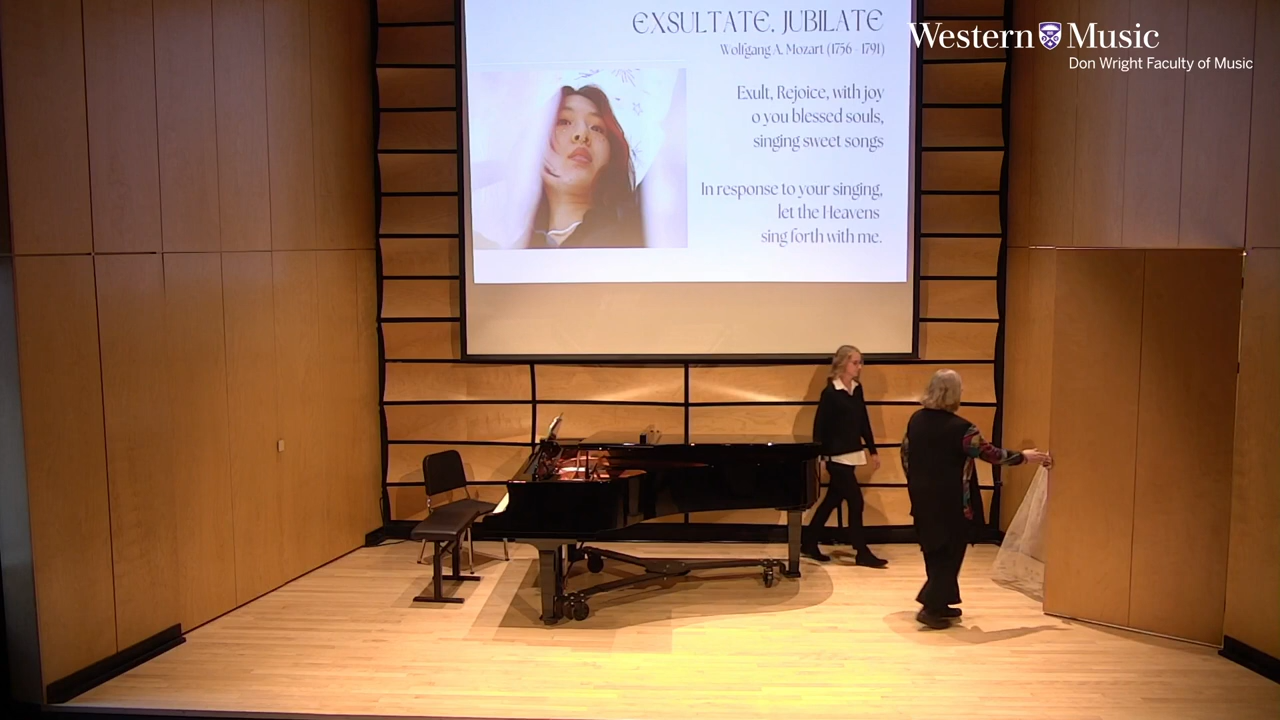 EXSULTATE, JUBILATE
Wolfgang A. Mozart (1756 - 1791)
Exult, Rejoice, with joy
o you blessed souls,
singing sweet songs
In response to your singing,
let the Heavens
sing forth with me.
Western Music
Don Wright Faculty of Music